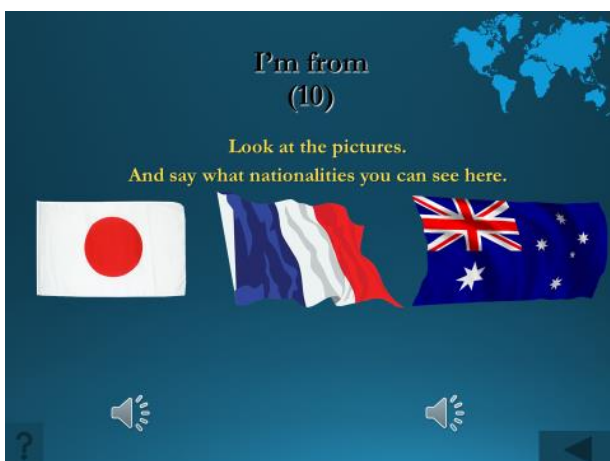 I'm from
(10)
Look at the pictures.
And say what nationalities you can see here.
?